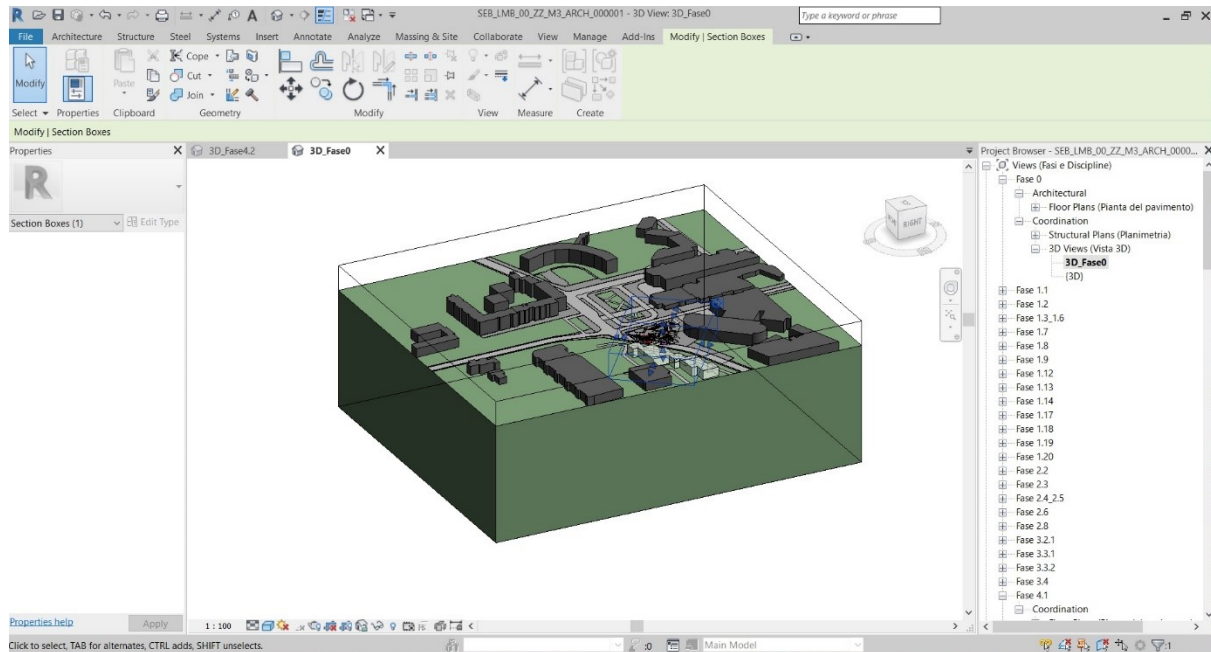 SEB_LMB_00_ZZ_M3_ARCH_000001 - 3D View: 3D_Fase0
Type a keyword or phrase
File Architecture Structure Steel Systems Insert Annotate Analyze Massing & Site Collaborate View Manage Add-Ins Modify | Section Boxes
Modify
Paste
Cope
Cut
Join
Select Properties Clipboard Geometry Modify View Measure Create
Modify | Section Boxes
Properties
3D_Fase4.2
3D_Fase0
Project Browser - SEB_LMB_00_ZZ_M3_ARCH_0000...
R
Section Boxes (1)
Edit Type
RIGHT
Views (Fasi e Discipline)
Fase 0
Architectural
Floor Plans (Pianta del pavimento)
Coordination
Structural Plans (Planimetria)
3D Views (Vista 3D)
3D_Fase0
{3D}
Fase 1.1
Fase 1.2
Fase 1.3_1.6
Fase 1.7
Fase 1.8
Fase 1.9
Fase 1.12
Fase 1.13
Fase 1.14
Fase 1.17
Fase 1.18
Fase 1.19
Fase 1.20
Fase 2.2
Fase 2.3
Fase 2.4_2.5
Fase 2.6
Fase 2.8
Fase 3.2.1
Fase 3.3.1
Fase 3.3.2
Fase 3.4
Fase 4.1
Coordination
Properties help
Apply
1 : 100
Click to select, TAB for alternates, CTRL adds, SHIFT unselects.
:0
Main Model
:1